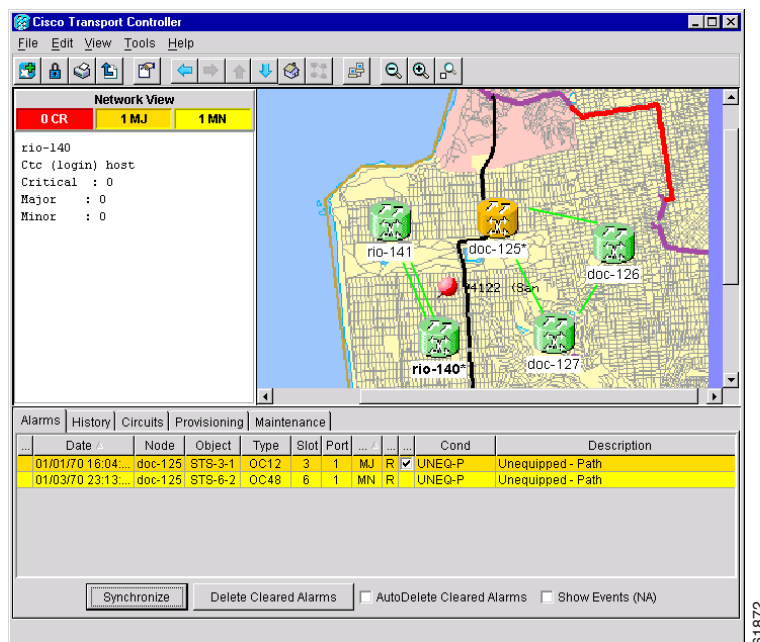 Cisco Transport Controller
File Edit View Tools Help
Network View
0 CR 1 MJ 1 MN
rio-140
Ctc (login) host
Critical : 0
Major : 0
Minor : 0
rio-141
doc-125*
doc-126
94122 (San
rio-140*
doc-127
Alarms History Circuits Provisioning Maintenance
... Date Node Object Type Slot Port ... ... ... Cond Description
01/01/70 16:04:... doc-125 STS-3-1 OC12 3 1 MJ R UNEQ-P Unequipped - Path
01/03/70 23:13:... doc-125 STS-6-2 OC48 6 1 MN R UNEQ-P Unequipped - Path
Synchronize Delete Cleared Alarms AutoDelete Cleared Alarms Show Events (NA)
61872